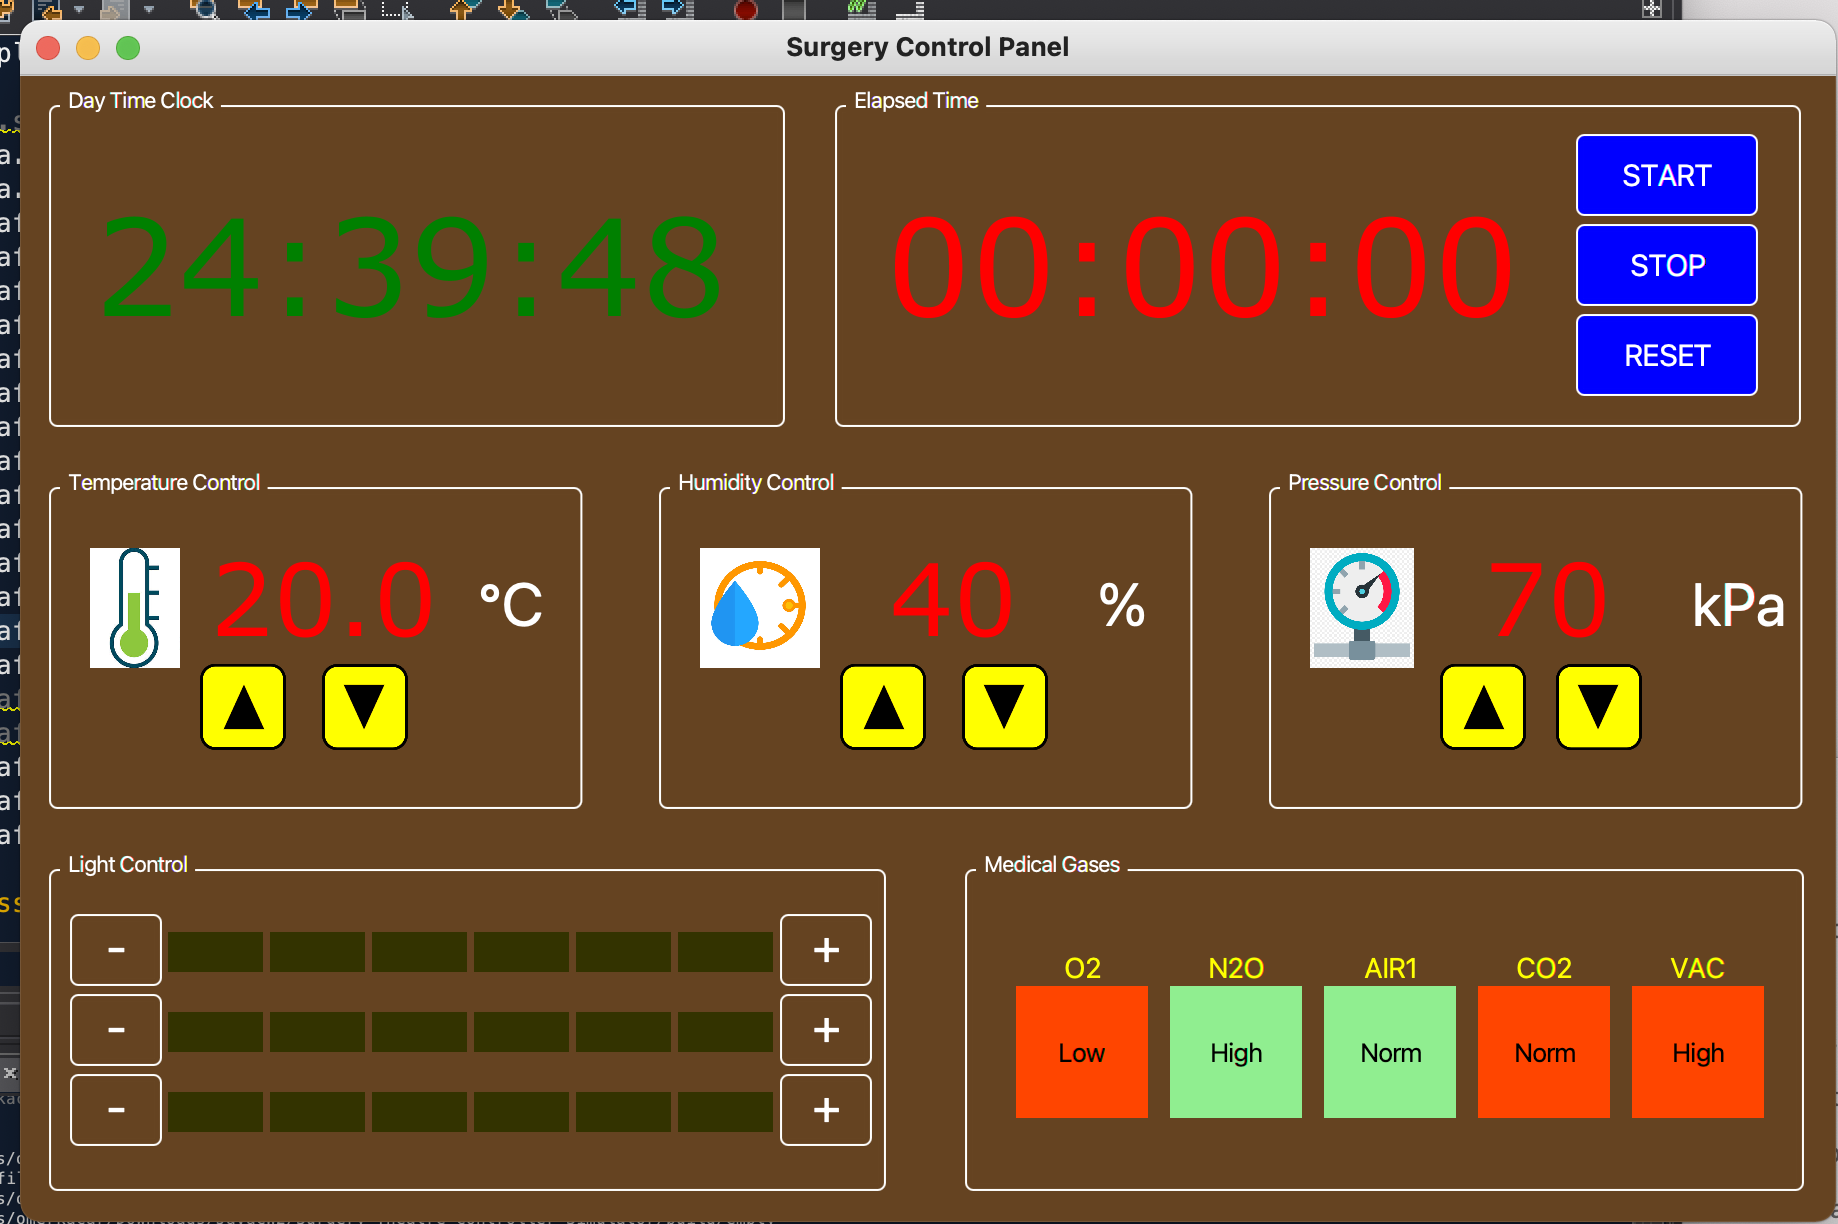 Surgery Control Panel
Day Time Clock
24:39:48
Elapsed Time
00:00:00
START
STOP
RESET
Temperature Control
20.0 °C
Humidity Control
40 %
Pressure Control
70 kPa
Light Control
- +
- +
- +
Medical Gases
O2 N2O AIR1 CO2 VAC
Low High Norm Norm High